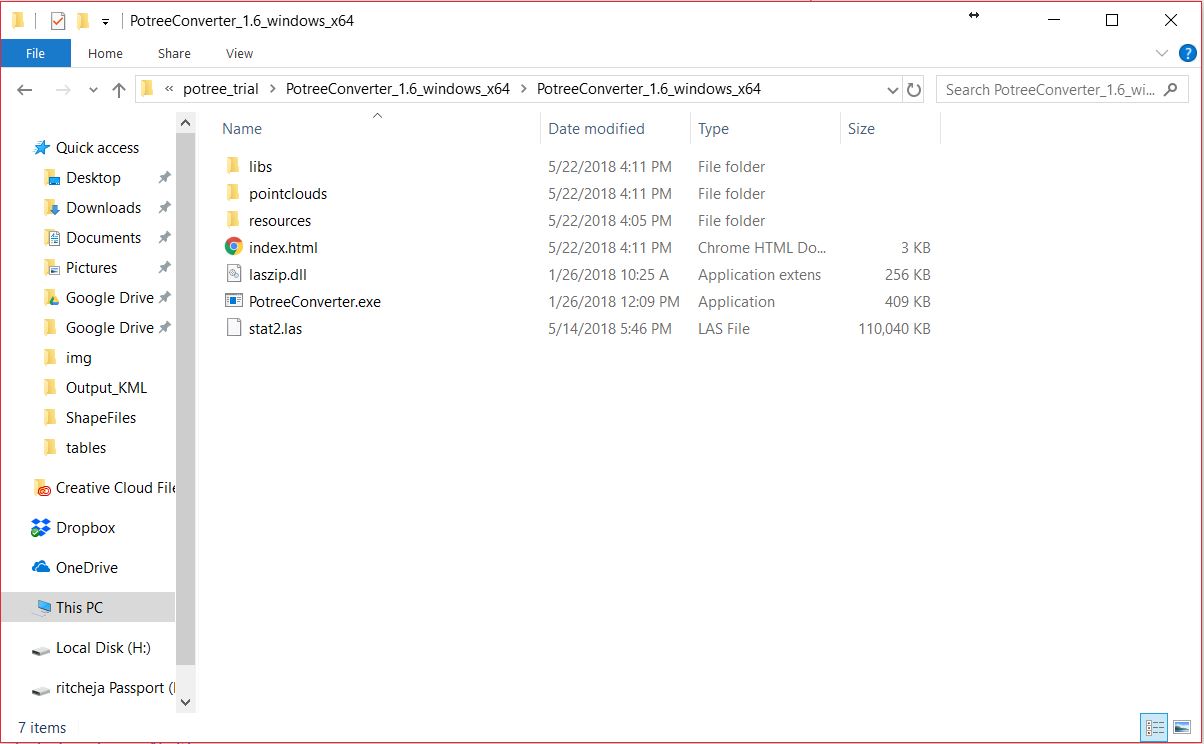 PotreeConverter_1.6_windows_x64
File Home Share View
?
« potree_trial > PotreeConverter_1.6_windows_x64 > PotreeConverter_1.6_windows_x64
Search PotreeConverter_1.6_wi...
Name Date modified Type Size
Quick access
Desktop
Downloads
Documents
Pictures
Google Drive
Google Drive
img
Output_KML
ShapeFiles
tables
Creative Cloud File
Dropbox
OneDrive
This PC
Local Disk (H:)
ritcheja Passport (
libs 5/22/2018 4:11 PM File folder
pointclouds 5/22/2018 4:11 PM File folder
resources 5/22/2018 4:05 PM File folder
index.html 5/22/2018 4:11 PM Chrome HTML Do... 3 KB
laszip.dll 1/26/2018 10:25 A Application extens 256 KB
PotreeConverter.exe 1/26/2018 12:09 PM Application 409 KB
stat2.las 5/14/2018 5:46 PM LAS File 110,040 KB
7 items